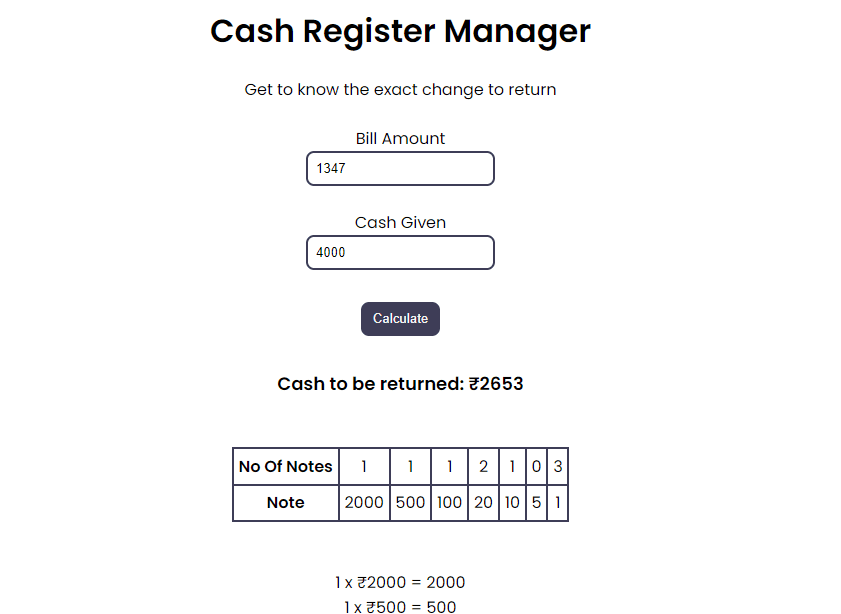 Cash Register Manager
Get to know the exact change to return
Bill Amount
1347
Cash Given
4000
Calculate
Cash to be returned: ₹2653
No Of Notes 1 1 1 2 1 0 3
Note 2000 500 100 20 10 5 1
1 x ₹2000 = 2000
1 x ₹500 = 500